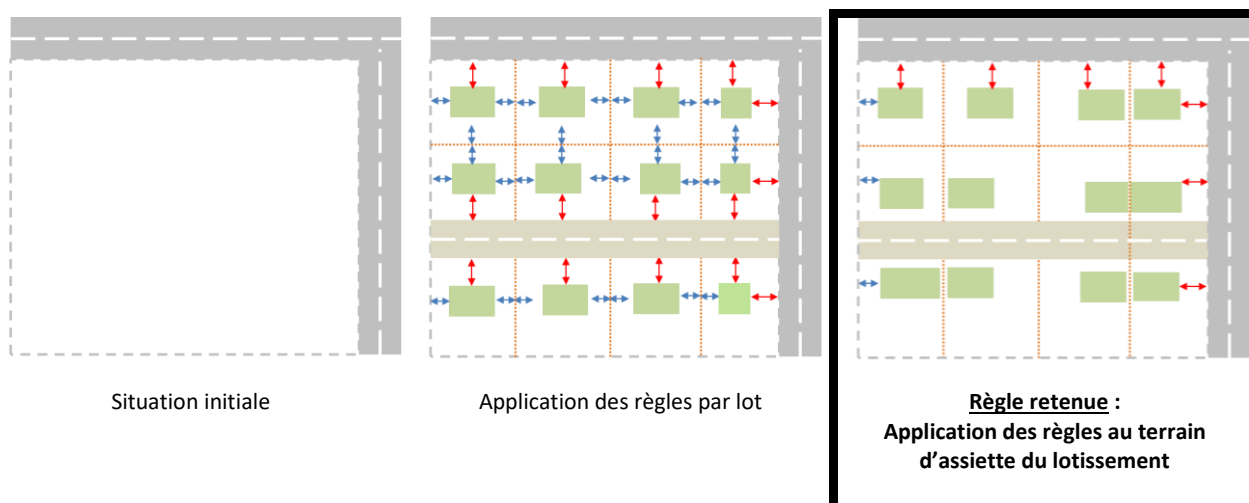 Situation initiale
Application des règles par lot
Règle retenue :
Application des règles au terrain
d’assiette du lotissement